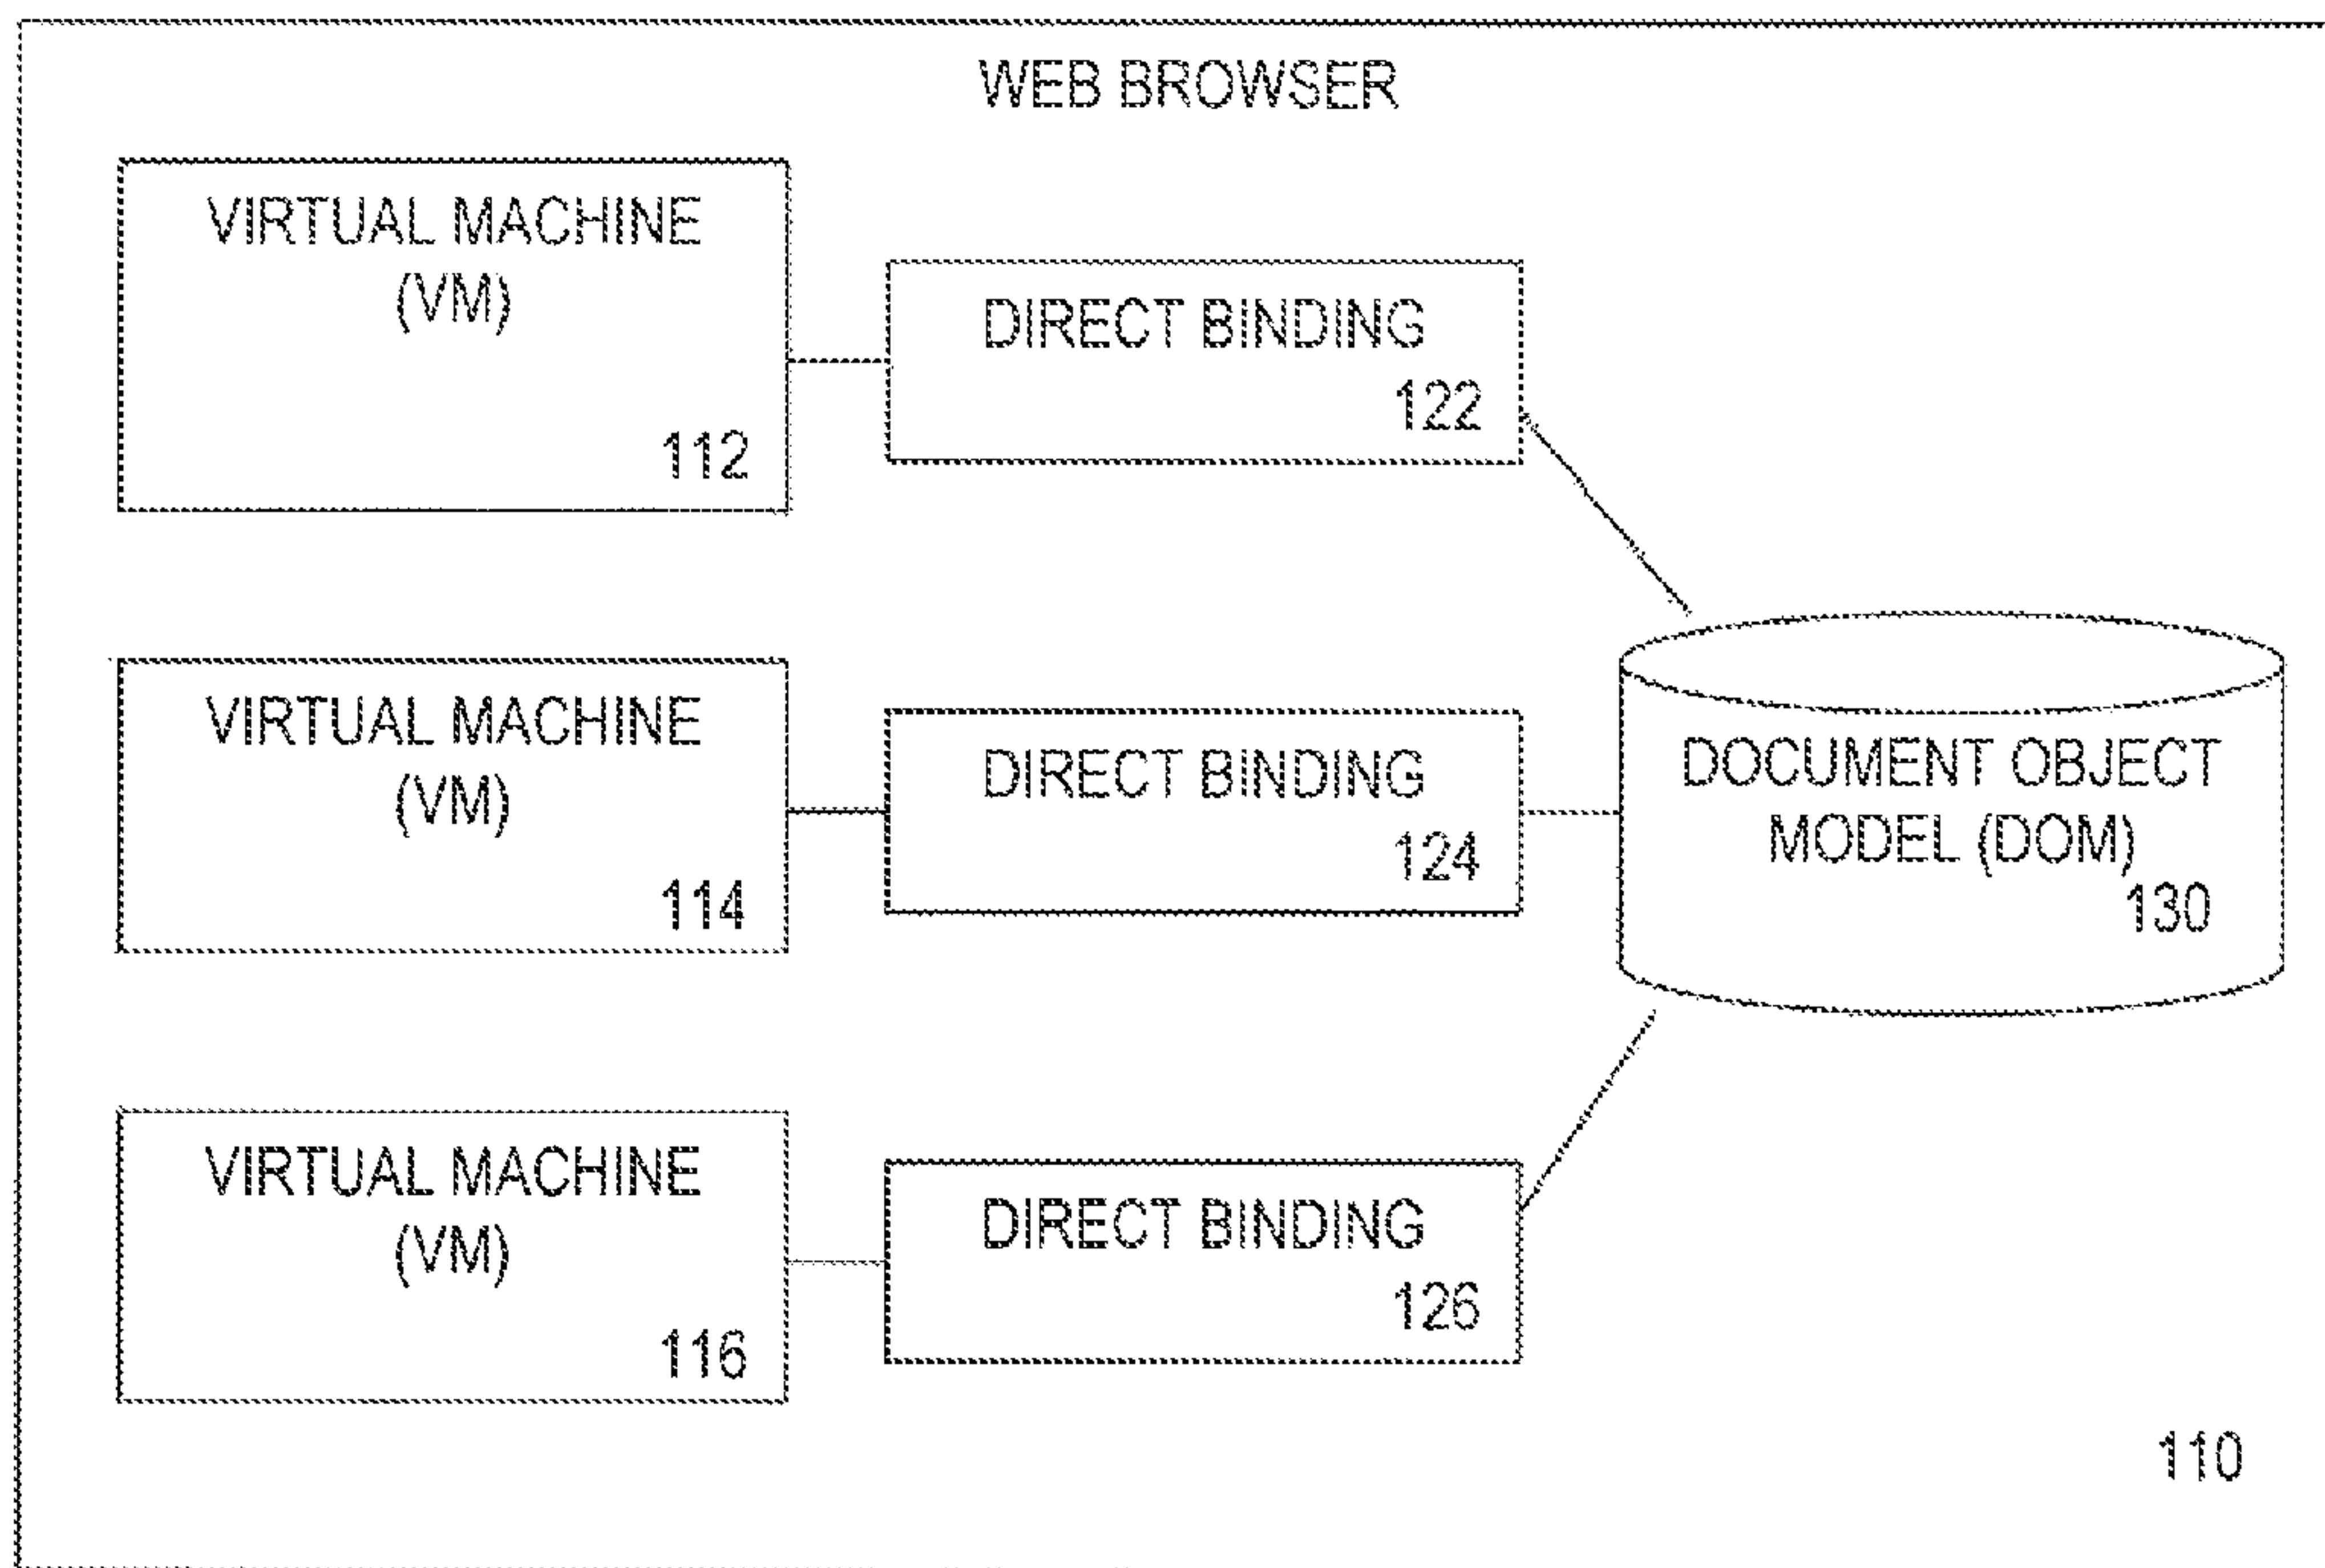 WEB BROWSER
VIRTUAL MACHINE
(VM)
112
DIRECT BINDING
122
VIRTUAL MACHINE
(VM)
114
DIRECT BINDING
124
DOCUMENT OBJECT
MODEL (DOM)
130
VIRTUAL MACHINE
(VM)
116
DIRECT BINDING
126
110